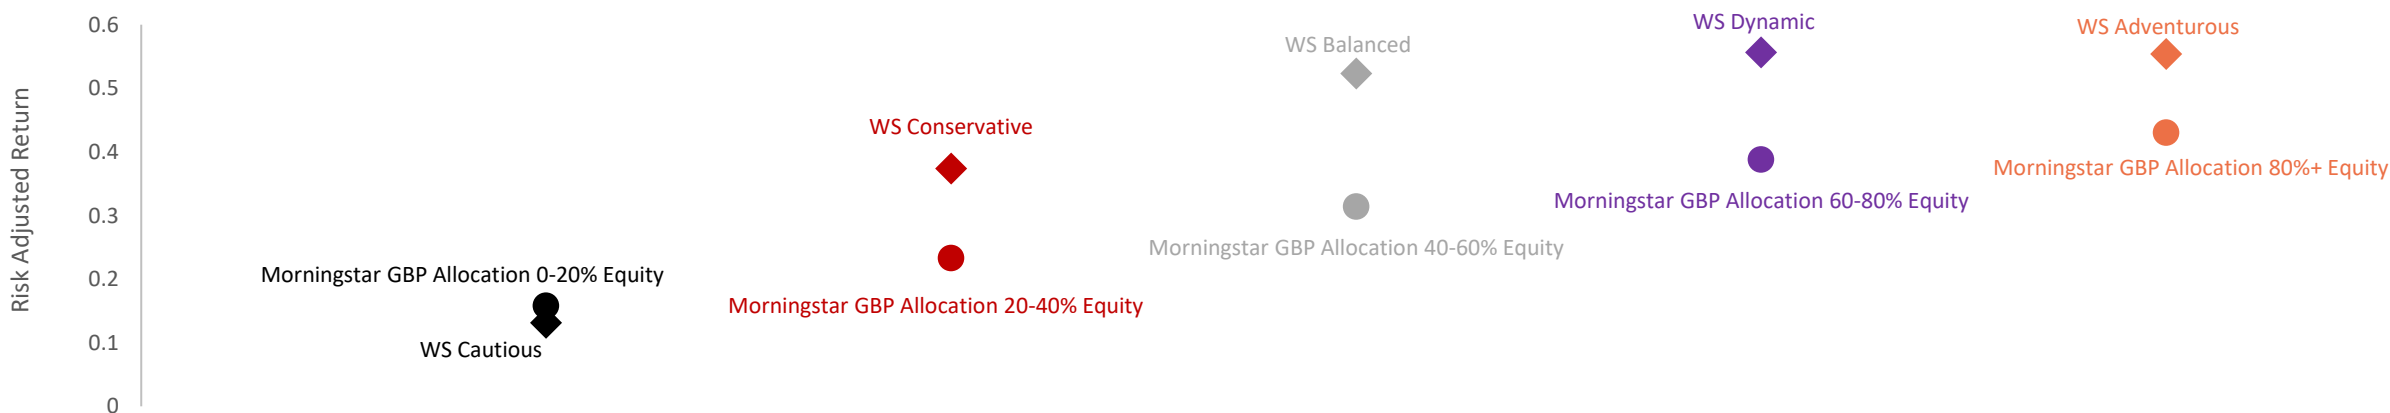 Risk Adjusted Return
0.6
0.5
0.4
0.3
0.2
0.1
0
Morningstar GBP Allocation 0-20% Equity
WS Cautious
WS Conservative
Morningstar GBP Allocation 20-40% Equity
WS Balanced
Morningstar GBP Allocation 40-60% Equity
WS Dynamic
Morningstar GBP Allocation 60-80% Equity
WS Adventurous
Morningstar GBP Allocation 80%+ Equity